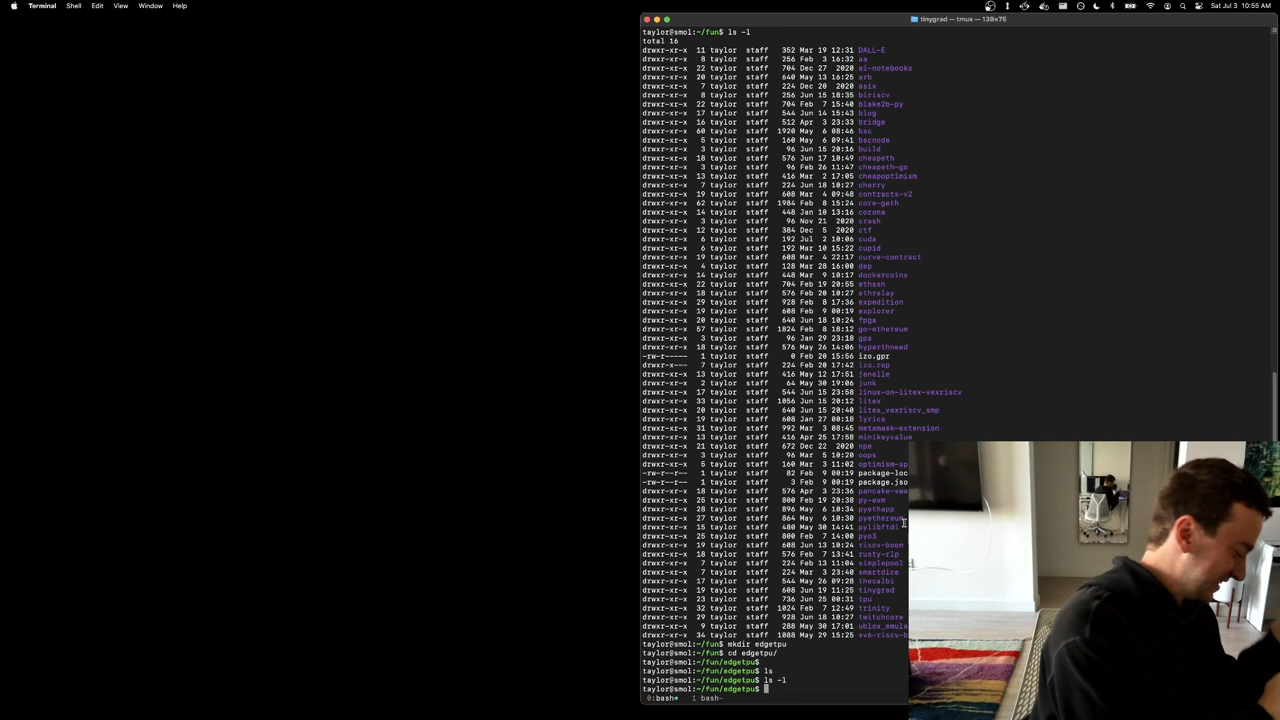 Terminal Shell Edit View Window Help Sat Jul 3 10:55 AM
tinygrad — tmux — 139×75
taylor@smol:~/fun$ ls -l
total 16
drwxr-xr-x 11 taylor staff 352 Mar 19 12:31 DALL-E
drwxr-xr-x 8 taylor staff 256 Feb 3 16:32 aa
drwxr-xr-x 22 taylor staff 704 Dec 27 2020 ai-notebooks
drwxr-xr-x 20 taylor staff 640 May 13 16:25 arb
drwxr-xr-x 7 taylor staff 224 Dec 20 2020 asix
drwxr-xr-x 8 taylor staff 256 Jun 15 18:35 biriscv
drwxr-xr-x 22 taylor staff 704 Feb 7 15:40 blake2b-py
drwxr-xr-x 17 taylor staff 544 Jun 14 15:43 blog
drwxr-xr-x 16 taylor staff 512 Apr 3 23:33 bridge
drwxr-xr-x 60 taylor staff 1920 May 6 08:46 bsc
drwxr-xr-x 5 taylor staff 160 May 6 09:41 bscnode
drwxr-xr-x 3 taylor staff 96 Jun 15 20:16 build
drwxr-xr-x 18 taylor staff 576 Jun 17 10:49 cheapeth
drwxr-xr-x 3 taylor staff 96 Feb 26 11:47 cheapeth-go
drwxr-xr-x 13 taylor staff 416 Mar 2 17:05 cheapoptimism
drwxr-xr-x 7 taylor staff 224 Jun 18 10:27 cherry
drwxr-xr-x 19 taylor staff 608 Mar 4 09:48 contracts-v2
drwxr-xr-x 62 taylor staff 1984 Feb 8 15:24 core-geth
drwxr-xr-x 14 taylor staff 448 Jan 10 13:16 corona
drwxr-xr-x 3 taylor staff 96 Nov 21 2020 crash
drwxr-xr-x 12 taylor staff 384 Dec 5 2020 ctf
drwxr-xr-x 6 taylor staff 192 Jul 2 10:06 cuda
drwxr-xr-x 6 taylor staff 192 Mar 10 15:22 cupid
drwxr-xr-x 19 taylor staff 608 Mar 4 22:17 curve-contract
drwxr-xr-x 4 taylor staff 128 Mar 28 16:00 dep
drwxr-xr-x 14 taylor staff 448 Mar 9 10:17 dockercoins
drwxr-xr-x 22 taylor staff 704 Feb 19 20:55 ethash
drwxr-xr-x 18 taylor staff 576 Feb 20 10:27 ethrelay
drwxr-xr-x 29 taylor staff 928 Feb 8 17:36 expedition
drwxr-xr-x 19 taylor staff 608 Feb 9 00:19 explorer
drwxr-xr-x 20 taylor staff 640 Jun 18 10:24 fpga
drwxr-xr-x 57 taylor staff 1824 Feb 8 18:12 go-ethereum
drwxr-xr-x 3 taylor staff 96 Jan 29 23:18 gps
drwxr-xr-x 18 taylor staff 576 May 26 14:06 hyperthneed
-rw-r----- 1 taylor staff 0 Feb 20 15:56 izo.gpr
drwxr-x--- 7 taylor staff 224 Feb 20 17:42 izo.rep
drwxr-xr-x 13 taylor staff 416 May 12 17:51 jenelle
drwxr-xr-x 2 taylor staff 64 May 30 19:06 junk
drwxr-xr-x 17 taylor staff 544 Jun 15 23:58 linux-on-litex-vexriscv
drwxr-xr-x 33 taylor staff 1056 Jun 15 20:12 litex
drwxr-xr-x 20 taylor staff 640 Jun 15 20:40 litex_vexriscv_smp
drwxr-xr-x 19 taylor staff 608 Jan 27 00:18 lyrics
drwxr-xr-x 31 taylor staff 992 Mar 3 08:45 metamask-extension
drwxr-xr-x 13 taylor staff 416 Apr 25 17:58 minikeyvalue
drwxr-xr-x 21 taylor staff 672 Dec 22 2020 npe
drwxr-xr-x 3 taylor staff 96 Mar 5 10:20 oops
drwxr-xr-x 5 taylor staff 160 Mar 3 11:02 optimism-sp
-rw-r--r-- 1 taylor staff 82 Feb 9 00:19 package-loc
-rw-r--r-- 1 taylor staff 3 Feb 9 00:19 package.jso
drwxr-xr-x 18 taylor staff 576 Apr 3 23:36 pancake-swa
drwxr-xr-x 25 taylor staff 800 Feb 19 20:38 py-evm
drwxr-xr-x 28 taylor staff 896 May 6 10:34 pyethapp
drwxr-xr-x 27 taylor staff 864 May 6 10:30 pyethereum
drwxr-xr-x 15 taylor staff 480 May 30 14:41 pylibftdi
drwxr-xr-x 25 taylor staff 800 Feb 7 14:00 pyo3
drwxr-xr-x 19 taylor staff 608 Jun 13 10:24 riscv-boom
drwxr-xr-x 18 taylor staff 576 Feb 7 13:41 rusty-rlp
drwxr-xr-x 7 taylor staff 224 Feb 13 11:04 simplepool
drwxr-xr-x 7 taylor staff 224 Mar 3 23:40 smartdice
drwxr-xr-x 17 taylor staff 544 May 26 09:28 thecalbi
drwxr-xr-x 19 taylor staff 608 Jun 19 11:25 tinygrad
drwxr-xr-x 23 taylor staff 736 Jun 25 00:31 tpu
drwxr-xr-x 32 taylor staff 1024 Feb 7 12:49 trinity
drwxr-xr-x 29 taylor staff 928 Jun 18 10:27 twitchcore
drwxr-xr-x 9 taylor staff 288 May 30 17:01 ublox_emula
drwxr-xr-x 34 taylor staff 1088 May 29 15:25 xv6-riscv-b
taylor@smol:~/fun$ mkdir edgetpu
taylor@smol:~/fun$ cd edgetpu/
taylor@smol:~/fun/edgetpu$
taylor@smol:~/fun/edgetpu$ ls
taylor@smol:~/fun/edgetpu$ ls -l
taylor@smol:~/fun/edgetpu$
0:bash* 1 bash-